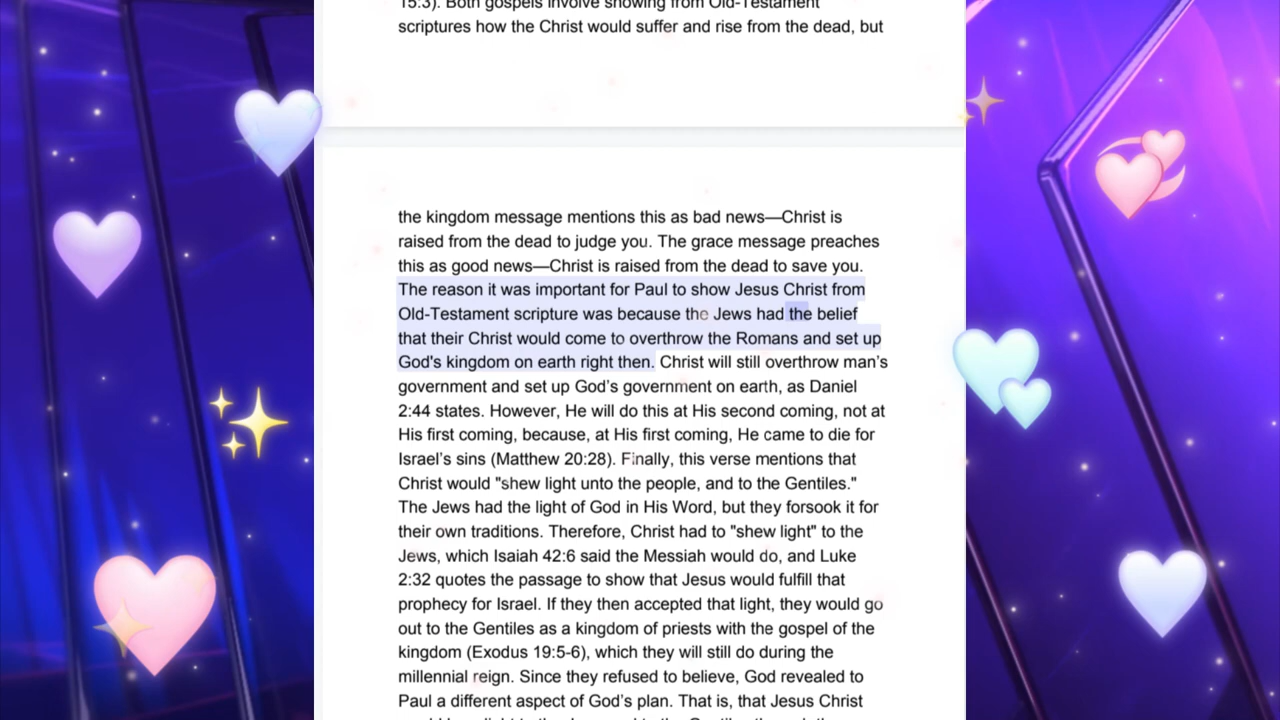 15:3). Both gospels involve showing from Old-Testament
scriptures how the Christ would suffer and rise from the dead, but
the kingdom message mentions this as bad news—Christ is
raised from the dead to judge you. The grace message preaches
this as good news—Christ is raised from the dead to save you.
The reason it was important for Paul to show Jesus Christ from
Old-Testament scripture was because the Jews had the belief
that their Christ would come to overthrow the Romans and set up
God's kingdom on earth right then. Christ will still overthrow man’s
government and set up God’s government on earth, as Daniel
2:44 states. However, He will do this at His second coming, not at
His first coming, because, at His first coming, He came to die for
Israel’s sins (Matthew 20:28). Finally, this verse mentions that
Christ would "shew light unto the people, and to the Gentiles."
The Jews had the light of God in His Word, but they forsook it for
their own traditions. Therefore, Christ had to "shew light" to the
Jews, which Isaiah 42:6 said the Messiah would do, and Luke
2:32 quotes the passage to show that Jesus would fulfill that
prophecy for Israel. If they then accepted that light, they would go
out to the Gentiles as a kingdom of priests with the gospel of the
kingdom (Exodus 19:5-6), which they will still do during the
millennial reign. Since they refused to believe, God revealed to
Paul a different aspect of God’s plan. That is, that Jesus Christ